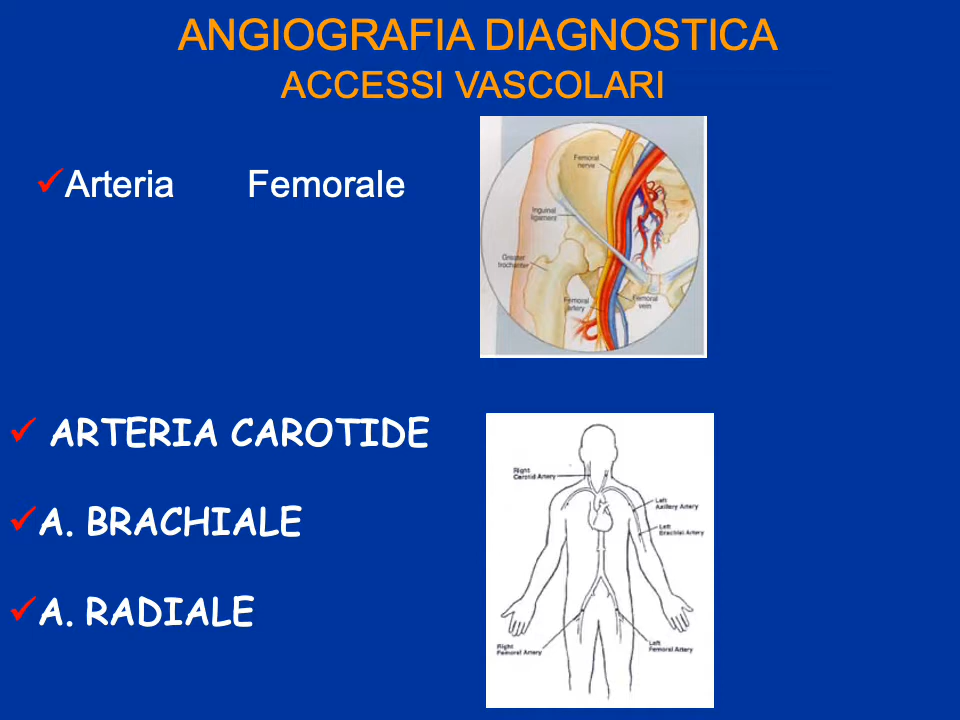 ANGIOGRAFIA DIAGNOSTICA
ACCESSI VASCOLARI
Arteria Femorale
Femoral
nerve
Inguinal
ligament
Greater
trochanter
Femoral
artery
Femoral
vein
ARTERIA CAROTIDE
A. BRACHIALE
A. RADIALE
Right
Carotid Artery
Left
Axillary Artery
Left
Brachial Artery
Right
Femoral Artery
Left
Femoral Artery